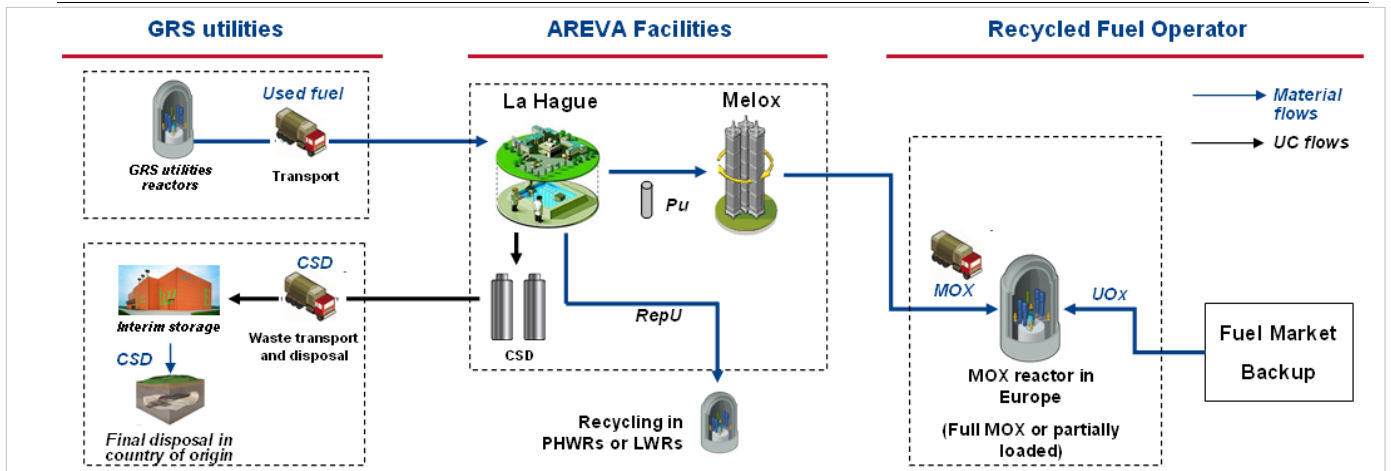 GRS utilities
AREVA Facilities
Recycled Fuel Operator
Used fuel
GRS utilities
reactors
Transport
La Hague
Melox
Pu
Material
flows
UC flows
CSD
Interim storage
Waste transport
and disposal
CSD
CSD
RepU
Final disposal in
country of origin
Recycling in
PHWRs or LWRs
MOX
UOx
MOX reactor in
Europe
(Full MOX or partially
loaded)
Fuel Market
Backup